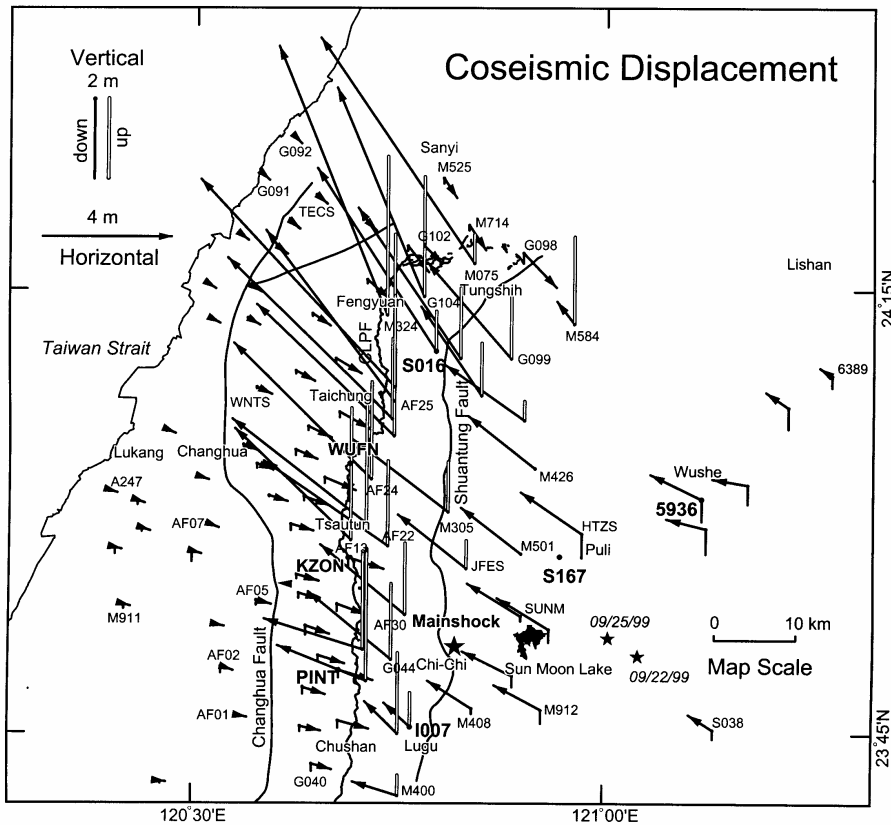 Coseismic Displacement
Vertical
2 m
down
up
4 m
Horizontal
G092
G091
TECS
Sanyi
M525
M714
G102
G098
M075
Tungshih
Lishan
24°15'N
Fengyuan
G104
M324
M584
CLPF
S016
G099
Taiwan Strait
6389
WNTS
Taichung
AF25
Shuantung Fault
Lukang
Changhua
WUFN
M426
Wushe
A247
AF24
5936
AF07
Tsautun
M305
HTZS
AF13
AF22
M501
Puli
KZON
JFES
S167
AF05
M911
AF30
Mainshock
SUNM
09/25/99
0
10 km
AF02
G044
Chi-Chi
Sun Moon Lake
Map Scale
PINT
09/22/99
Changhua Fault
AF01
M408
M912
I007
S038
Chushan
Lugu
23°45'N
G040
M400
120°30'E
121°00'E